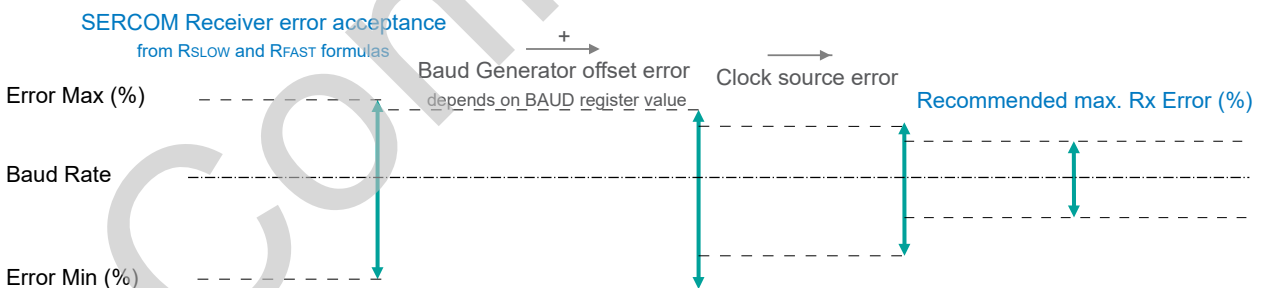 SERCOM Receiver error acceptance
from RSLOW and RFAST formulas
+
Baud Generator offset error
depends on BAUD register value
Clock source error
Recommended max. Rx Error (%)
Error Max (%)
Baud Rate
Error Min (%)
Com